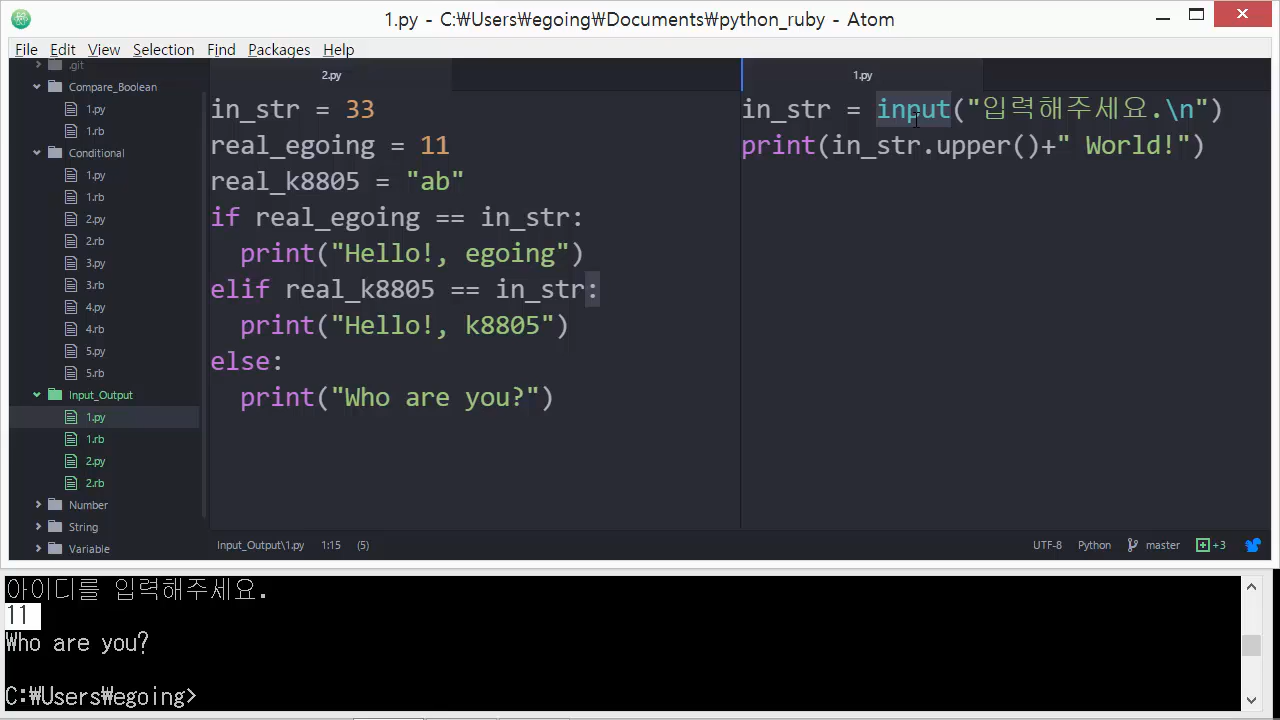 1.py - C:₩Users₩egoing₩Documents₩python_ruby - Atom
File Edit View Selection Find Packages Help
.git
Compare_Boolean
1.py
1.rb
Conditional
1.py
1.rb
2.py
2.rb
3.py
3.rb
4.py
4.rb
5.py
5.rb
Input_Output
1.py
1.rb
2.py
2.rb
Number
String
Variable
2.py
in_str = 33
real_egoing = 11
real_k8805 = "ab"
if real_egoing == in_str:
  print("Hello!, egoing")
elif real_k8805 == in_str:
  print("Hello!, k8805")
else:
  print("Who are you?")
1.py
in_str = input("입력해주세요.\n")
print(in_str.upper()+" World!")
Input_Output\1.py 1:15 (5) UTF-8 Python master +3
아이디를 입력해주세요.
11
Who are you?
C:₩Users₩egoing>